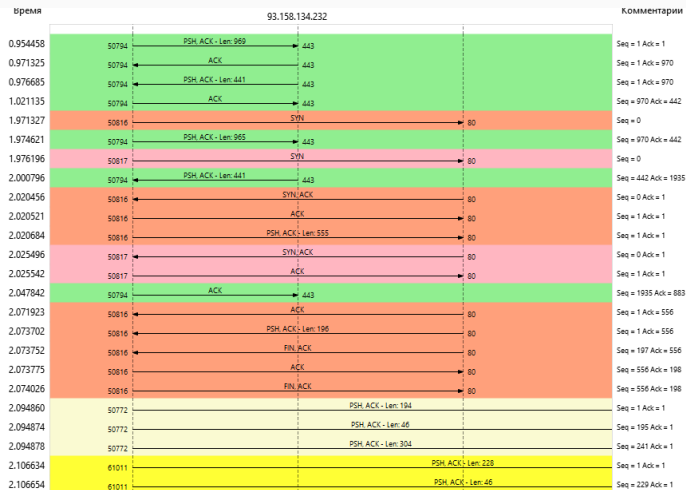 Время 93.158.134.232 Комментарии
0.954458 50794 PSH, ACK - Len: 969 443 Seq = 1 Ack = 1
0.971325 50794 ACK 443 Seq = 1 Ack = 970
0.976685 50794 PSH, ACK - Len: 441 443 Seq = 1 Ack = 970
1.021135 50794 ACK 443 Seq = 970 Ack = 442
1.971327 50816 SYN 80 Seq = 0
1.974621 50794 PSH, ACK - Len: 965 443 Seq = 970 Ack = 442
1.976196 50817 SYN 80 Seq = 0
2.000796 50794 PSH, ACK - Len: 441 443 Seq = 442 Ack = 1935
2.020456 50816 SYN, ACK 80 Seq = 0 Ack = 1
2.020521 50816 ACK 80 Seq = 1 Ack = 1
2.020684 50816 PSH, ACK - Len: 555 80 Seq = 1 Ack = 1
2.025496 50817 SYN, ACK 80 Seq = 0 Ack = 1
2.025542 50817 ACK 80 Seq = 1 Ack = 1
2.047842 50794 ACK 443 Seq = 1935 Ack = 883
2.071923 50816 ACK 80 Seq = 1 Ack = 556
2.073702 50816 PSH, ACK - Len: 196 80 Seq = 1 Ack = 556
2.073752 50816 FIN, ACK 80 Seq = 197 Ack = 556
2.073775 50816 ACK 80 Seq = 556 Ack = 198
2.074026 50816 FIN, ACK 80 Seq = 556 Ack = 198
2.094860 50772 PSH, ACK - Len: 194 Seq = 1 Ack = 1
2.094874 50772 PSH, ACK - Len: 46 Seq = 195 Ack = 1
2.094878 50772 PSH, ACK - Len: 304 Seq = 241 Ack = 1
2.106634 61011 PSH, ACK - Len: 228 Seq = 1 Ack = 1
2.106654 61011 PSH, ACK - Len: 46 Seq = 229 Ack = 1